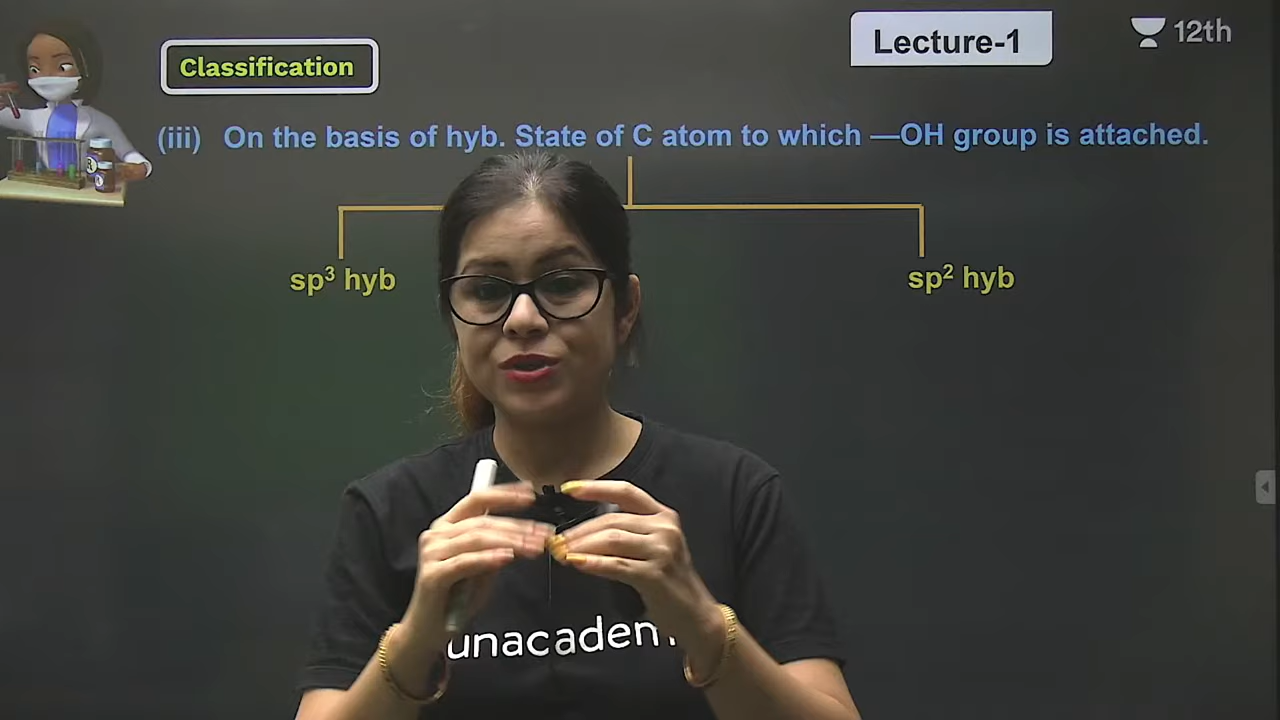 Lecture-1
12th
Classification
(iii) On the basis of hyb. State of C atom to which —OH group is attached.
sp³ hyb
sp² hyb
unacadem